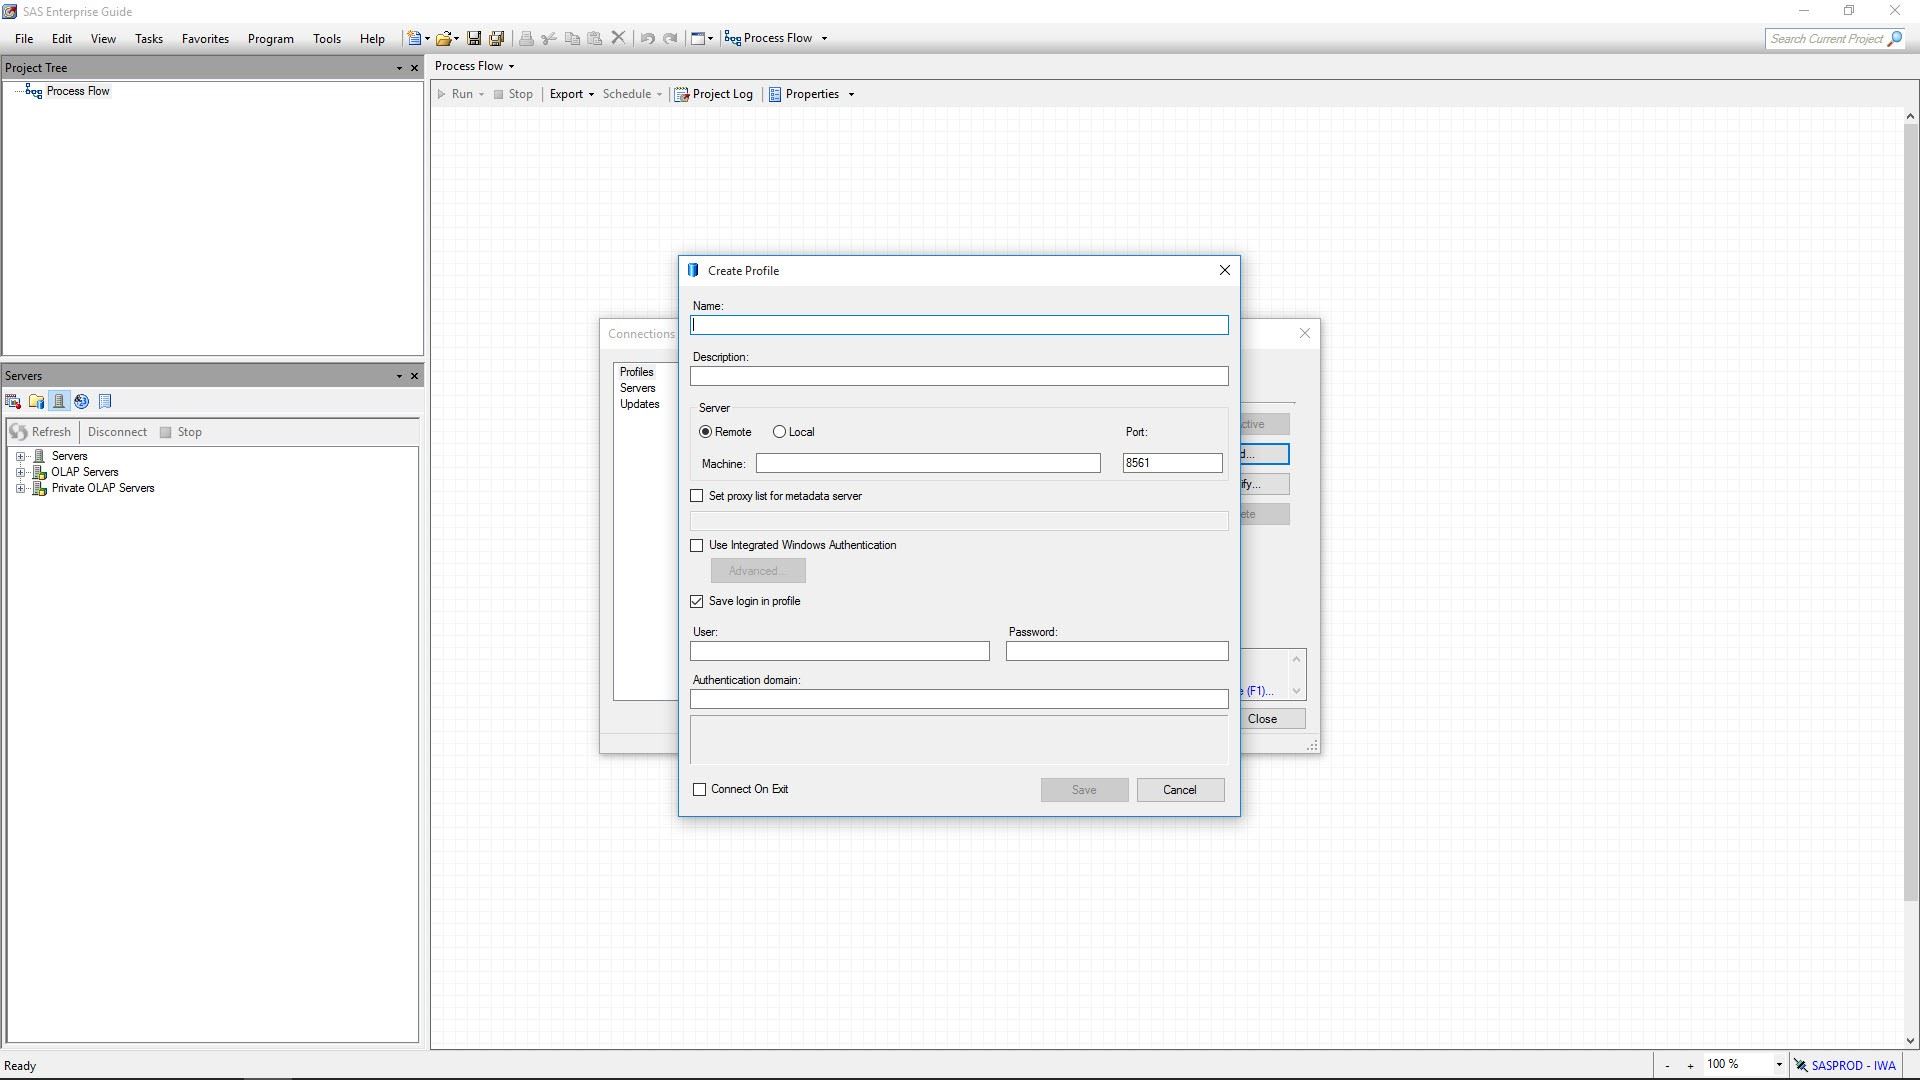 SAS Enterprise Guide
File Edit View Tasks Favorites Program Tools Help Process Flow Search Current Project
Project Tree
Process Flow
Process Flow
Run Stop Export Schedule Project Log Properties
Servers
Refresh Disconnect Stop
Servers
OLAP Servers
Private OLAP Servers
Connections
Profiles
Servers
Updates
ctive
d...
ify...
ete
e (F1)...
Close
Create Profile
Name:
Description:
Server
Remote Local Port:
Machine: 8561
Set proxy list for metadata server
Use Integrated Windows Authentication
Advanced...
Save login in profile
User: Password:
Authentication domain:
Connect On Exit Save Cancel
Ready - + 100 % SASPROD - IWA